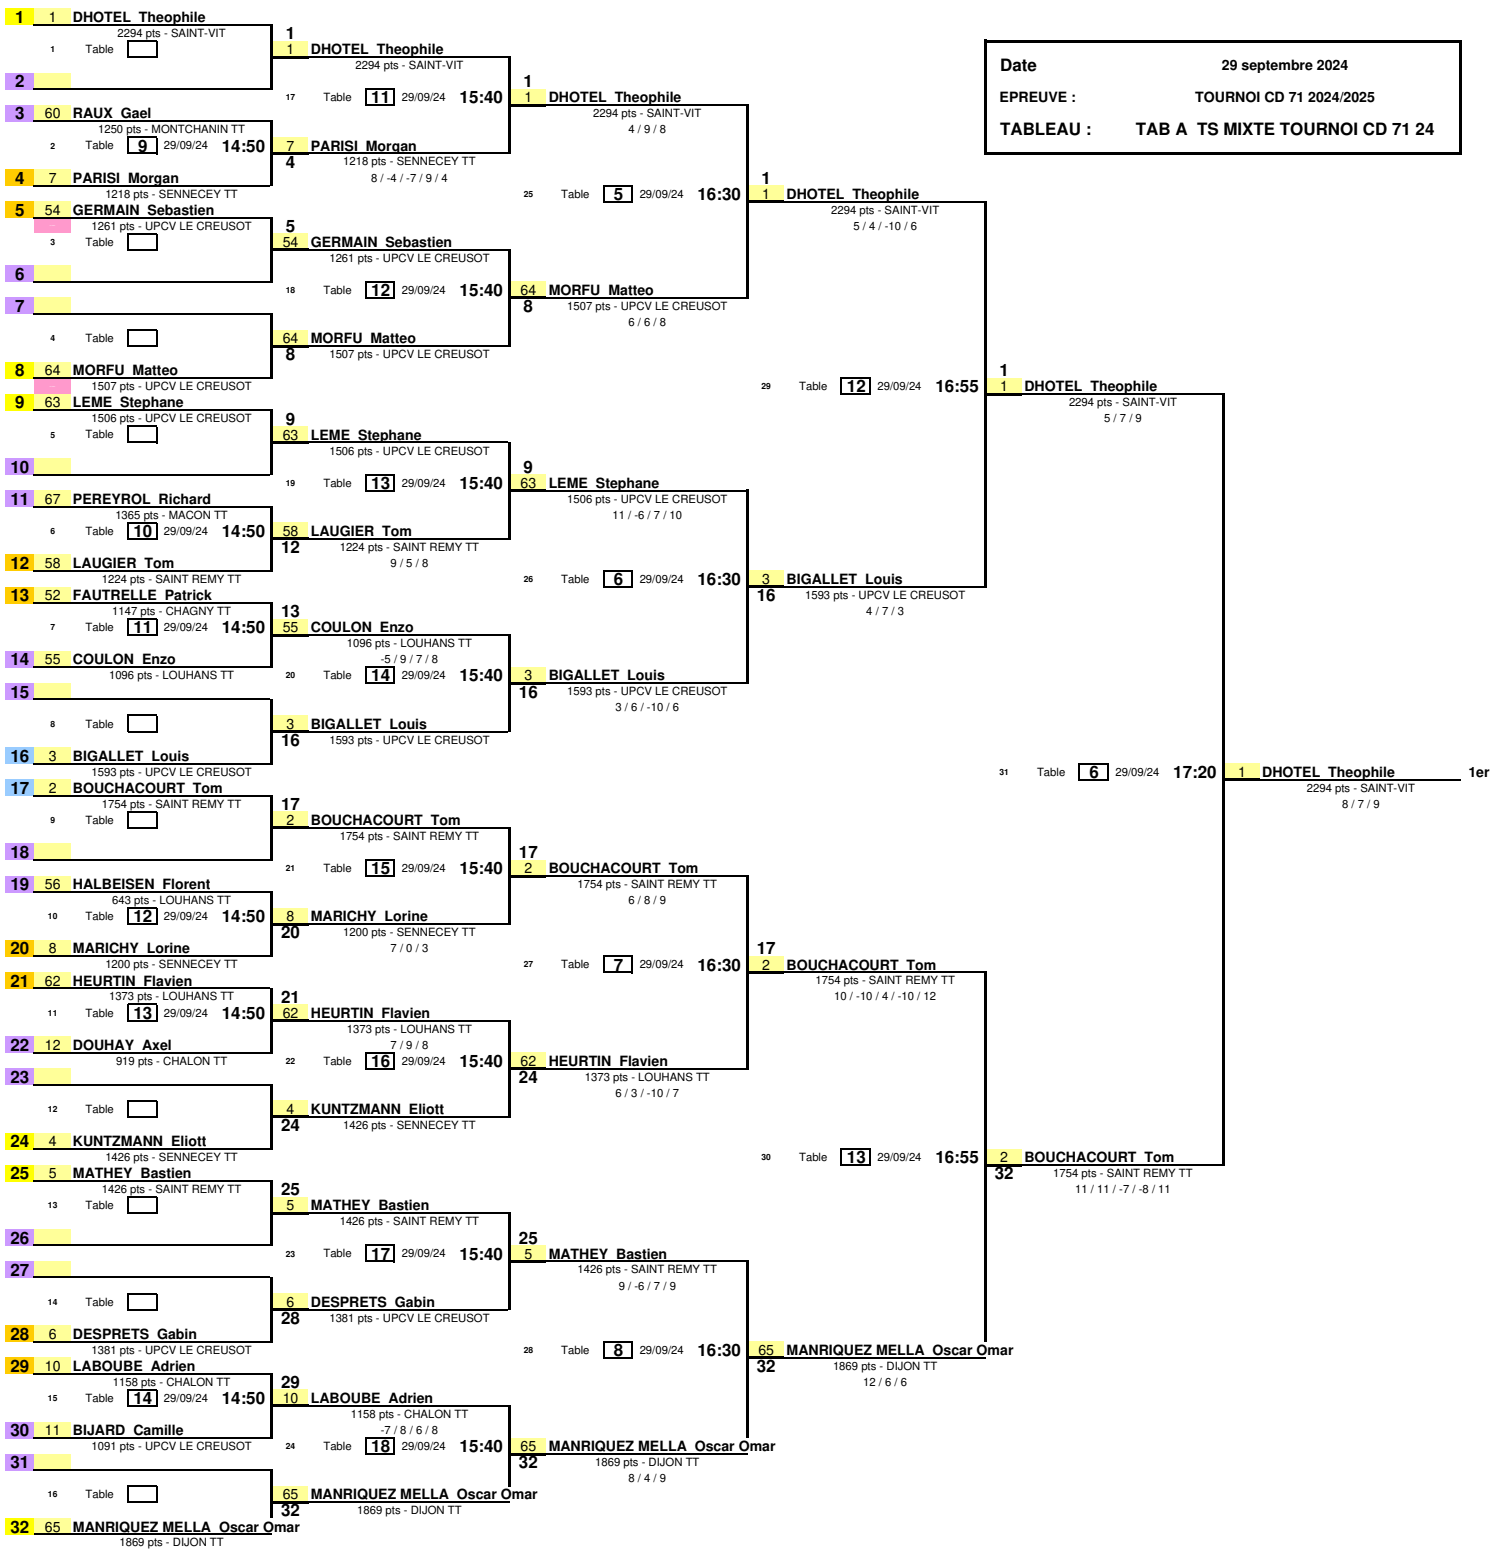 Date 29 septembre 2024
EPREUVE : TOURNOI CD 71 2024/2025
TABLEAU : TAB A TS MIXTE TOURNOI CD 71 24
1 1 DHOTEL Theophile
2294 pts - SAINT-VIT
1 Table
2
3 60 RAUX Gael
1250 pts - MONTCHANIN TT
2 Table 9 29/09/24 14:50
4 7 PARISI Morgan
1218 pts - SENNECEY TT
5 54 GERMAIN Sebastien
1261 pts - UPCV LE CREUSOT
3 Table
6
7
4 Table
8 64 MORFU Matteo
1507 pts - UPCV LE CREUSOT
9 63 LEME Stephane
1506 pts - UPCV LE CREUSOT
5 Table
10
11 67 PEREYROL Richard
1365 pts - MACON TT
6 Table 10 29/09/24 14:50
12 58 LAUGIER Tom
1224 pts - SAINT REMY TT
13 52 FAUTRELLE Patrick
1147 pts - CHAGNY TT
7 Table 11 29/09/24 14:50
14 55 COULON Enzo
1096 pts - LOUHANS TT
15
8 Table
16 3 BIGALLET Louis
1593 pts - UPCV LE CREUSOT
17 2 BOUCHACOURT Tom
1754 pts - SAINT REMY TT
9 Table
18
19 56 HALBEISEN Florent
643 pts - LOUHANS TT
10 Table 12 29/09/24 14:50
20 8 MARICHY Lorine
1200 pts - SENNECEY TT
21 62 HEURTIN Flavien
1373 pts - LOUHANS TT
11 Table 13 29/09/24 14:50
22 12 DOUHAY Axel
919 pts - CHALON TT
23
12 Table
24 4 KUNTZMANN Eliott
1426 pts - SENNECEY TT
25 5 MATHEY Bastien
1426 pts - SAINT REMY TT
13 Table
26
27
14 Table
28 6 DESPRETS Gabin
1381 pts - UPCV LE CREUSOT
29 10 LABOUBE Adrien
1158 pts - CHALON TT
15 Table 14 29/09/24 14:50
30 11 BIJARD Camille
1091 pts - UPCV LE CREUSOT
31
16 Table
32 65 MANRIQUEZ MELLA Oscar Omar
1869 pts - DIJON TT
1
1 DHOTEL Theophile
2294 pts - SAINT-VIT
17 Table 11 29/09/24 15:40
7 PARISI Morgan
4 1218 pts - SENNECEY TT
8 / -4 / -7 / 9 / 4
5
54 GERMAIN Sebastien
1261 pts - UPCV LE CREUSOT
18 Table 12 29/09/24 15:40
64 MORFU Matteo
8 1507 pts - UPCV LE CREUSOT
9
63 LEME Stephane
1506 pts - UPCV LE CREUSOT
19 Table 13 29/09/24 15:40
58 LAUGIER Tom
12 1224 pts - SAINT REMY TT
9 / 5 / 8
13
55 COULON Enzo
1096 pts - LOUHANS TT
-5 / 9 / 7 / 8
20 Table 14 29/09/24 15:40
3 BIGALLET Louis
16 1593 pts - UPCV LE CREUSOT
17
2 BOUCHACOURT Tom
1754 pts - SAINT REMY TT
21 Table 15 29/09/24 15:40
8 MARICHY Lorine
20 1200 pts - SENNECEY TT
7 / 0 / 3
21
62 HEURTIN Flavien
1373 pts - LOUHANS TT
7 / 9 / 8
22 Table 16 29/09/24 15:40
4 KUNTZMANN Eliott
24 1426 pts - SENNECEY TT
25
5 MATHEY Bastien
1426 pts - SAINT REMY TT
23 Table 17 29/09/24 15:40
6 DESPRETS Gabin
28 1381 pts - UPCV LE CREUSOT
29
10 LABOUBE Adrien
1158 pts - CHALON TT
-7 / 8 / 6 / 8
24 Table 18 29/09/24 15:40
65 MANRIQUEZ MELLA Oscar Omar
32 1869 pts - DIJON TT
1
1 DHOTEL Theophile
2294 pts - SAINT-VIT
4 / 9 / 8
25 Table 5 29/09/24 16:30
64 MORFU Matteo
8 1507 pts - UPCV LE CREUSOT
6 / 6 / 8
9
63 LEME Stephane
1506 pts - UPCV LE CREUSOT
11 / -6 / 7 / 10
26 Table 6 29/09/24 16:30
3 BIGALLET Louis
16 1593 pts - UPCV LE CREUSOT
3 / 6 / -10 / 6
17
2 BOUCHACOURT Tom
1754 pts - SAINT REMY TT
6 / 8 / 9
27 Table 7 29/09/24 16:30
62 HEURTIN Flavien
24 1373 pts - LOUHANS TT
6 / 3 / -10 / 7
25
5 MATHEY Bastien
1426 pts - SAINT REMY TT
9 / -6 / 7 / 9
28 Table 8 29/09/24 16:30
65 MANRIQUEZ MELLA Oscar Omar
32 1869 pts - DIJON TT
8 / 4 / 9
1
1 DHOTEL Theophile
2294 pts - SAINT-VIT
5 / 4 / -10 / 6
29 Table 12 29/09/24 16:55
3 BIGALLET Louis
16 1593 pts - UPCV LE CREUSOT
4 / 7 / 3
17
2 BOUCHACOURT Tom
1754 pts - SAINT REMY TT
10 / -10 / 4 / -10 / 12
30 Table 13 29/09/24 16:55
65 MANRIQUEZ MELLA Oscar Omar
32 1869 pts - DIJON TT
12 / 6 / 6
1
1 DHOTEL Theophile
2294 pts - SAINT-VIT
5 / 7 / 9
31 Table 6 29/09/24 17:20
2 BOUCHACOURT Tom
32 1754 pts - SAINT REMY TT
11 / 11 / -7 / -8 / 11
1 DHOTEL Theophile 1er
2294 pts - SAINT-VIT
8 / 7 / 9